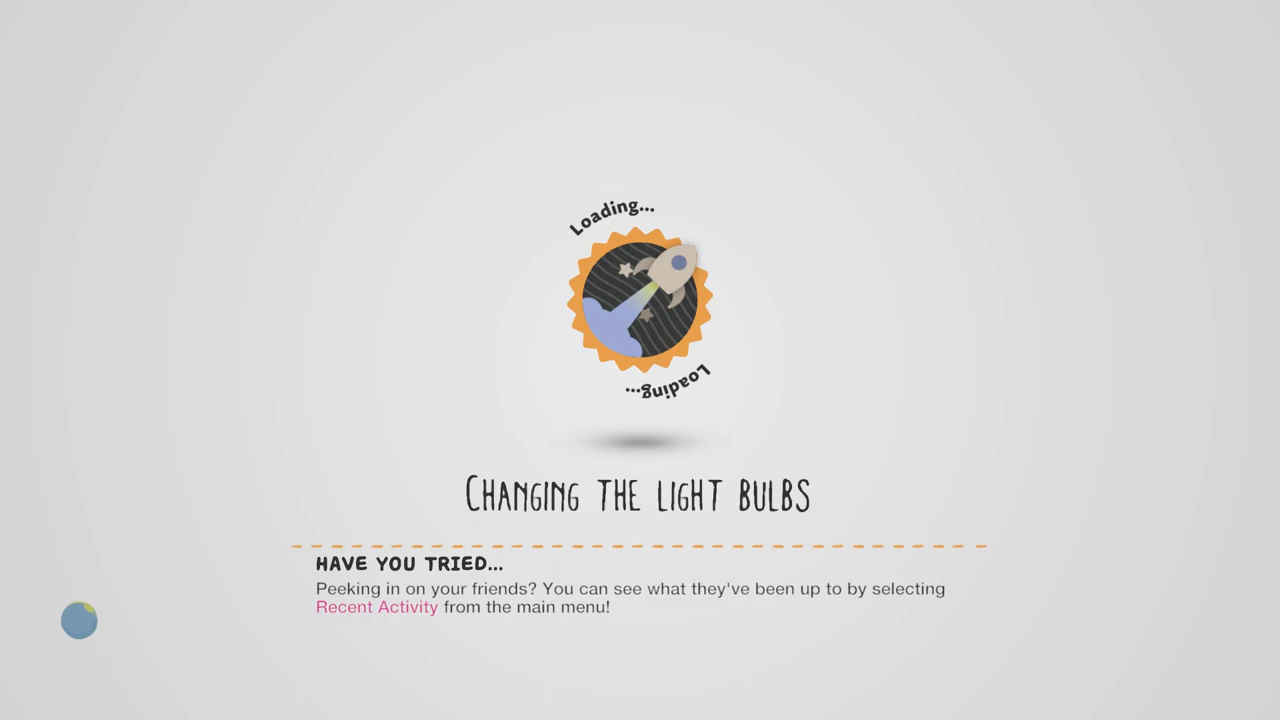 Loading...
Loading...
Changing the light bulbs
HAVE YOU TRIED...
Peeking in on your friends? You can see what they've been up to by selecting
Recent Activity from the main menu!